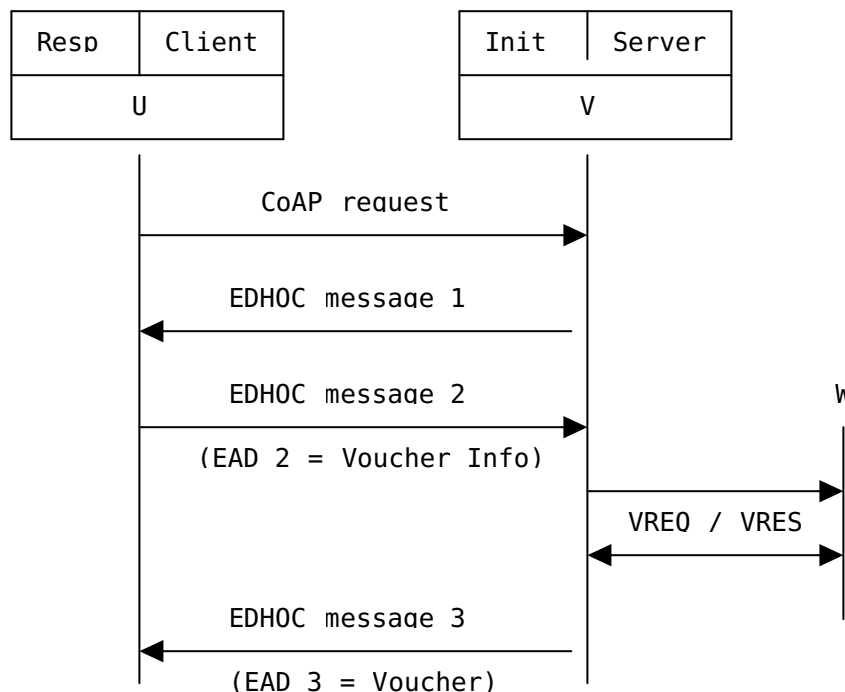 Resp Client Init Server
U V
CoAP request
EDHOC message 1
EDHOC message 2
W
(EAD 2 = Voucher Info)
VREQ / VRES
EDHOC message 3
(EAD 3 = Voucher)